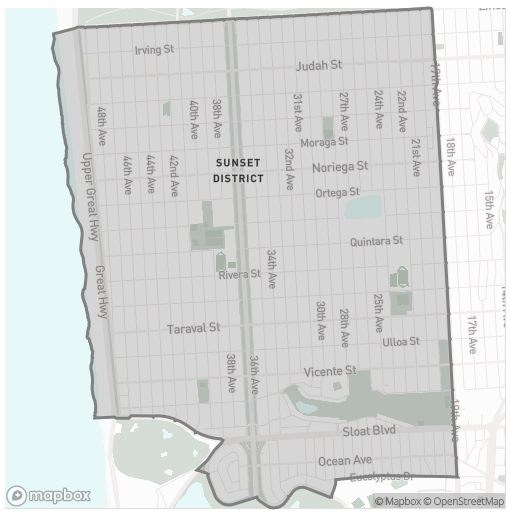 Irving St
Judah St
19th Ave
48th Ave
40th Ave
38th Ave
31st Ave
27th Ave
24th Ave
22nd Ave
Moraga St
21st Ave
18th Ave
46th Ave
44th Ave
42nd Ave
SUNSET
DISTRICT
32nd Ave
Noriega St
Ortega St
15th Ave
Upper Great Hwy
Quintara St
Great Hwy
34th Ave
Rivera St
30th Ave
28th Ave
25th Ave
17th Ave
Taraval St
Ulloa St
38th Ave
36th Ave
Vicente St
19th Ave
Sloat Blvd
Ocean Ave
Eucalyptus Dr
mapbox
© Mapbox © OpenStreetMap